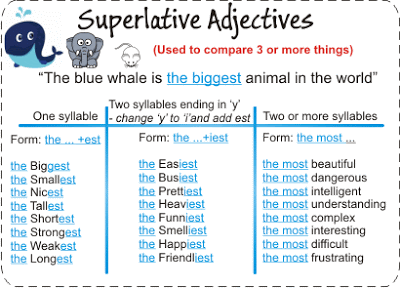 Superlative Adjectives
(Used to compare 3 or more things)
“The blue whale is the biggest animal in the world”
One syllable
Form: the ... +est
the Biggest
the Smallest
the Nicest
the Tallest
the Shortest
the Strongest
the Weakest
the Longest
Two syllables ending in ‘y’
- change ‘y’ to ‘i’and add est
Form: the ...+iest
the Easiest
the Busiest
the Prettiest
the Heaviest
the Funniest
the Smelliest
the Happiest
the Friendliest
Two or more syllables
Form: the most ...
the most beautiful
the most dangerous
the most intelligent
the most understanding
the most complex
the most interesting
the most difficult
the most frustrating